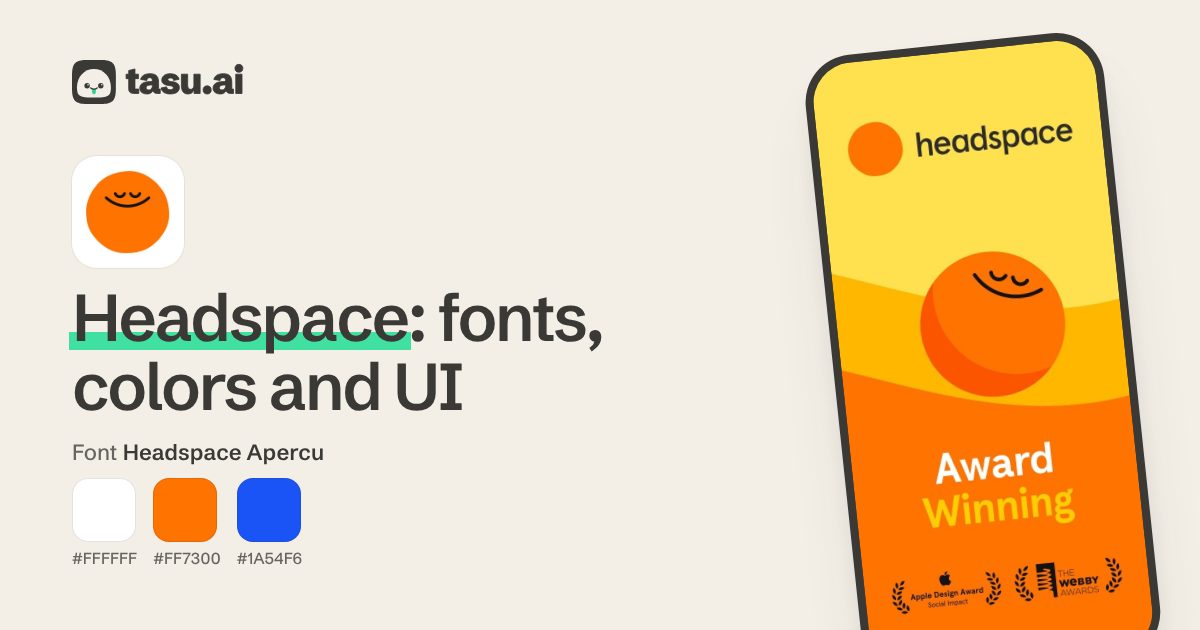 tasu.ai
Headspace: fonts,
colors and UI
Font Headspace Apercu
#FFFFFF #FF7300 #1A54F6
headspace
Award
Winning
Apple Design Award
Social Impact
THE
WEBBY
AWARDS